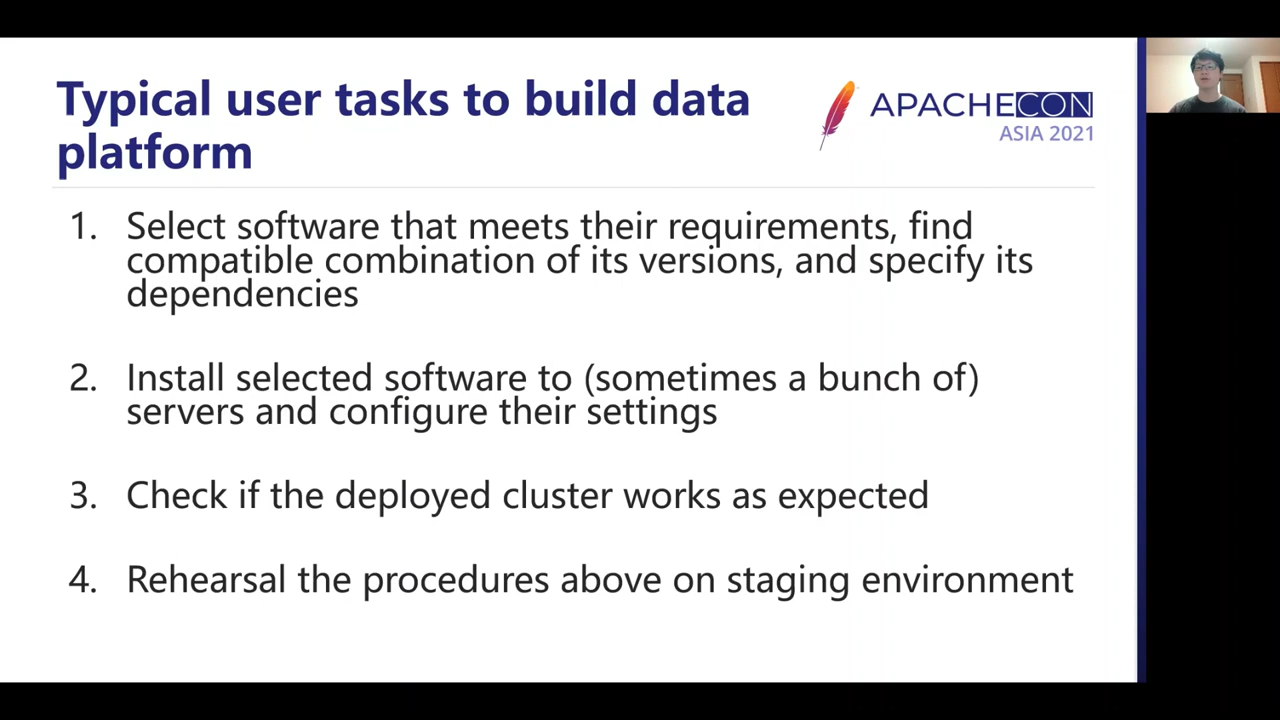 Typical user tasks to build data
platform
APACHECON
ASIA 2021
1. Select software that meets their requirements, find
compatible combination of its versions, and specify its
dependencies
2. Install selected software to (sometimes a bunch of)
servers and configure their settings
3. Check if the deployed cluster works as expected
4. Rehearsal the procedures above on staging environment